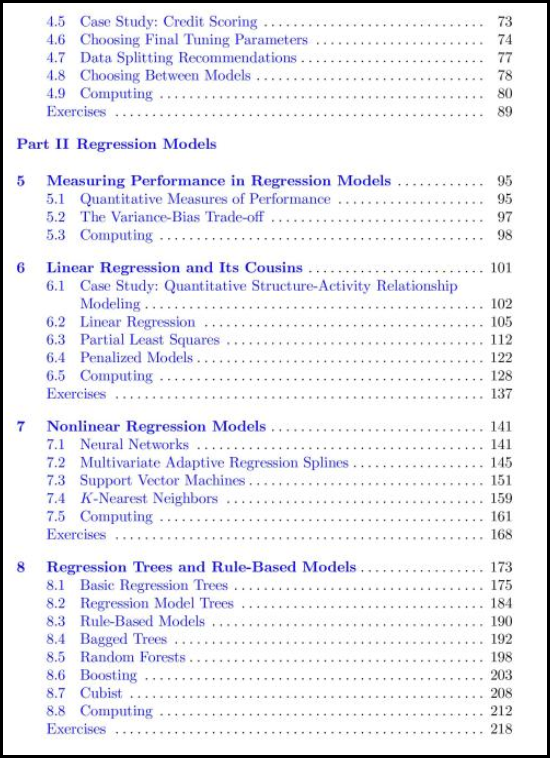 4.5 Case Study: Credit Scoring . . . . . . . . . . . . . . . . . . . . . . . . . . . . . . 73
4.6 Choosing Final Tuning Parameters . . . . . . . . . . . . . . . . . . . . . . . 74
4.7 Data Splitting Recommendations . . . . . . . . . . . . . . . . . . . . . . . . . 77
4.8 Choosing Between Models . . . . . . . . . . . . . . . . . . . . . . . . . . . . . . . 78
4.9 Computing . . . . . . . . . . . . . . . . . . . . . . . . . . . . . . . . . . . . . . . . . . . . 80
Exercises . . . . . . . . . . . . . . . . . . . . . . . . . . . . . . . . . . . . . . . . . . . . . . . . . . 89
Part II Regression Models
5 Measuring Performance in Regression Models . . . . . . . . . . . . 95
5.1 Quantitative Measures of Performance . . . . . . . . . . . . . . . . . . . . 95
5.2 The Variance-Bias Trade-off . . . . . . . . . . . . . . . . . . . . . . . . . . . . . 97
5.3 Computing . . . . . . . . . . . . . . . . . . . . . . . . . . . . . . . . . . . . . . . . . . . . 98
6 Linear Regression and Its Cousins . . . . . . . . . . . . . . . . . . . . . . . . 101
6.1 Case Study: Quantitative Structure-Activity Relationship
Modeling . . . . . . . . . . . . . . . . . . . . . . . . . . . . . . . . . . . . . . . . . . . . . . 102
6.2 Linear Regression . . . . . . . . . . . . . . . . . . . . . . . . . . . . . . . . . . . . . . 105
6.3 Partial Least Squares . . . . . . . . . . . . . . . . . . . . . . . . . . . . . . . . . . . 112
6.4 Penalized Models . . . . . . . . . . . . . . . . . . . . . . . . . . . . . . . . . . . . . . . 122
6.5 Computing . . . . . . . . . . . . . . . . . . . . . . . . . . . . . . . . . . . . . . . . . . . . 128
Exercises . . . . . . . . . . . . . . . . . . . . . . . . . . . . . . . . . . . . . . . . . . . . . . . . . . 137
7 Nonlinear Regression Models . . . . . . . . . . . . . . . . . . . . . . . . . . . . . 141
7.1 Neural Networks . . . . . . . . . . . . . . . . . . . . . . . . . . . . . . . . . . . . . . . 141
7.2 Multivariate Adaptive Regression Splines . . . . . . . . . . . . . . . . . . 145
7.3 Support Vector Machines . . . . . . . . . . . . . . . . . . . . . . . . . . . . . . . . 151
7.4 K-Nearest Neighbors . . . . . . . . . . . . . . . . . . . . . . . . . . . . . . . . . . . 159
7.5 Computing . . . . . . . . . . . . . . . . . . . . . . . . . . . . . . . . . . . . . . . . . . . . 161
Exercises . . . . . . . . . . . . . . . . . . . . . . . . . . . . . . . . . . . . . . . . . . . . . . . . . . 168
8 Regression Trees and Rule-Based Models . . . . . . . . . . . . . . . . . 173
8.1 Basic Regression Trees . . . . . . . . . . . . . . . . . . . . . . . . . . . . . . . . . . 175
8.2 Regression Model Trees . . . . . . . . . . . . . . . . . . . . . . . . . . . . . . . . . 184
8.3 Rule-Based Models . . . . . . . . . . . . . . . . . . . . . . . . . . . . . . . . . . . . . 190
8.4 Bagged Trees . . . . . . . . . . . . . . . . . . . . . . . . . . . . . . . . . . . . . . . . . . 192
8.5 Random Forests . . . . . . . . . . . . . . . . . . . . . . . . . . . . . . . . . . . . . . . . 198
8.6 Boosting . . . . . . . . . . . . . . . . . . . . . . . . . . . . . . . . . . . . . . . . . . . . . . 203
8.7 Cubist . . . . . . . . . . . . . . . . . . . . . . . . . . . . . . . . . . . . . . . . . . . . . . . . 208
8.8 Computing . . . . . . . . . . . . . . . . . . . . . . . . . . . . . . . . . . . . . . . . . . . . 212
Exercises . . . . . . . . . . . . . . . . . . . . . . . . . . . . . . . . . . . . . . . . . . . . . . . . . . 218